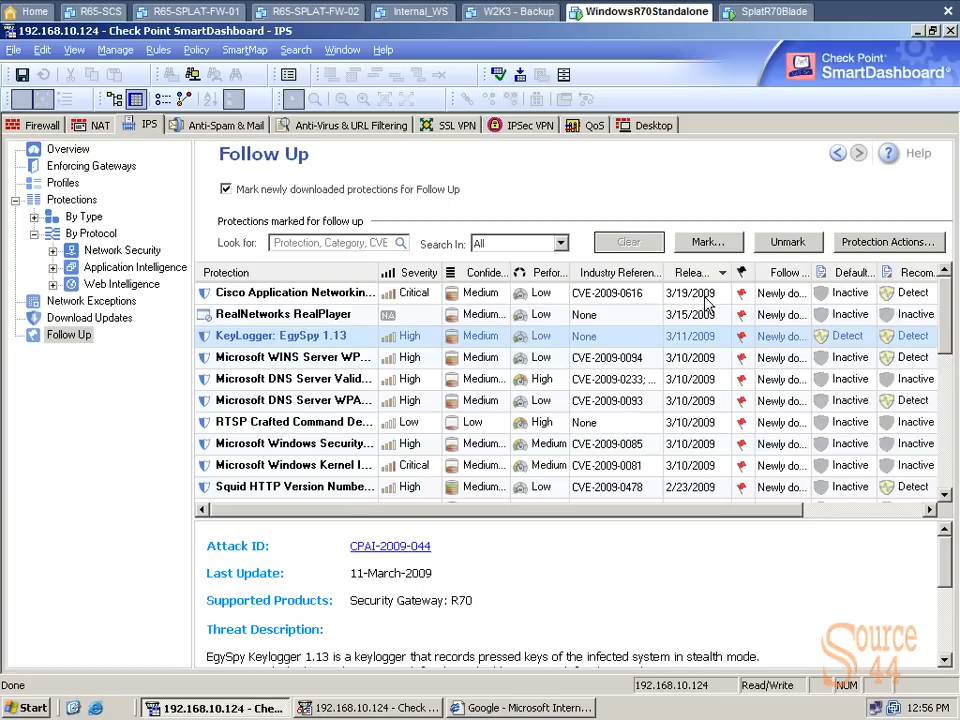 Home R65-SCS R65-SPLAT-FW-01 R65-SPLAT-FW-02 Internal_WS W2K3 - Backup WindowsR70Standalone SplatR70Blade
192.168.10.124 - Check Point SmartDashboard - IPS
File Edit View Manage Rules Policy SmartMap Search Window Help
Check Point
SmartDashboard
Firewall NAT IPS Anti-Spam & Mail Anti-Virus & URL Filtering SSL VPN IPSec VPN QoS Desktop
Overview
Enforcing Gateways
Profiles
Protections
By Type
By Protocol
Network Security
Application Intelligence
Web Intelligence
Network Exceptions
Download Updates
Follow Up
Follow Up
Help
Mark newly downloaded protections for Follow Up
Protections marked for follow up
Look for: Protection, Category, CVE Search In: All Clear Mark... Unmark Protection Actions...
Protection Severity Confide... Perfor... Industry Referen... Relea... Follow ... Default... Recom...
Cisco Application Networkin... Critical Medium Low CVE-2009-0616 3/19/2009 Newly do... Inactive Detect
RealNetworks RealPlayer NA Medium... Low None 3/15/2009 Newly do... Inactive Inactive
KeyLogger: EgySpy 1.13 High Medium... Low None 3/11/2009 Newly do... Detect Detect
Microsoft WINS Server WP... High Medium... Low CVE-2009-0094 3/10/2009 Newly do... Inactive Detect
Microsoft DNS Server Valid... High Medium... High CVE-2009-0233; ... 3/10/2009 Newly do... Inactive Inactive
Microsoft DNS Server WPA... High Medium Low CVE-2009-0093 3/10/2009 Newly do... Inactive Detect
RTSP Crafted Command De... Low Low High None 3/10/2009 Newly do... Inactive Inactive
Microsoft Windows Security... High Medium... Medium CVE-2009-0085 3/10/2009 Newly do... Inactive Inactive
Microsoft Windows Kernel I... Critical Medium... Medium CVE-2009-0081 3/10/2009 Newly do... Inactive Inactive
Squid HTTP Version Numbe... High Medium... Low CVE-2009-0478 2/23/2009 Newly do... Inactive Detect
Attack ID: CPAI-2009-044
Last Update: 11-March-2009
Supported Products: Security Gateway: R70
Threat Description:
EgySpy Keylogger 1.13 is a keylogger that records pressed keys of the infected system in stealth mode.
Source
44
Done 192.168.10.124 Read/Write NUM
Start 192.168.10.124 - Che... 192.168.10.124 - Check ... Google - Microsoft Intern... 12:56 PM